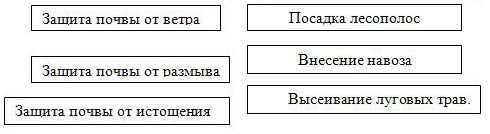 Защита почвы от ветра
Посадка лесополос
Защита почвы от размыва
Внесение навоза
Защита почвы от истощения
Высеивание луговых трав.